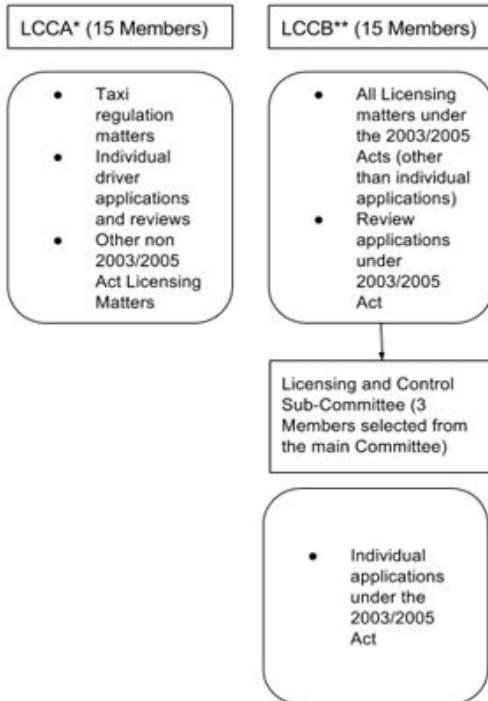 LCCA* (15 Members)
● Taxi
regulation
matters
● Individual
driver
applications
and reviews
● Other non
2003/2005
Act Licensing
Matters
LCCB** (15 Members)
● All Licensing
matters under
the 2003/2005
Acts (other
than individual
applications)
● Review
applications
under
2003/2005
Act
Licensing and Control
Sub-Committee (3
Members selected from
the main Committee)
● Individual
applications
under the
2003/2005
Act